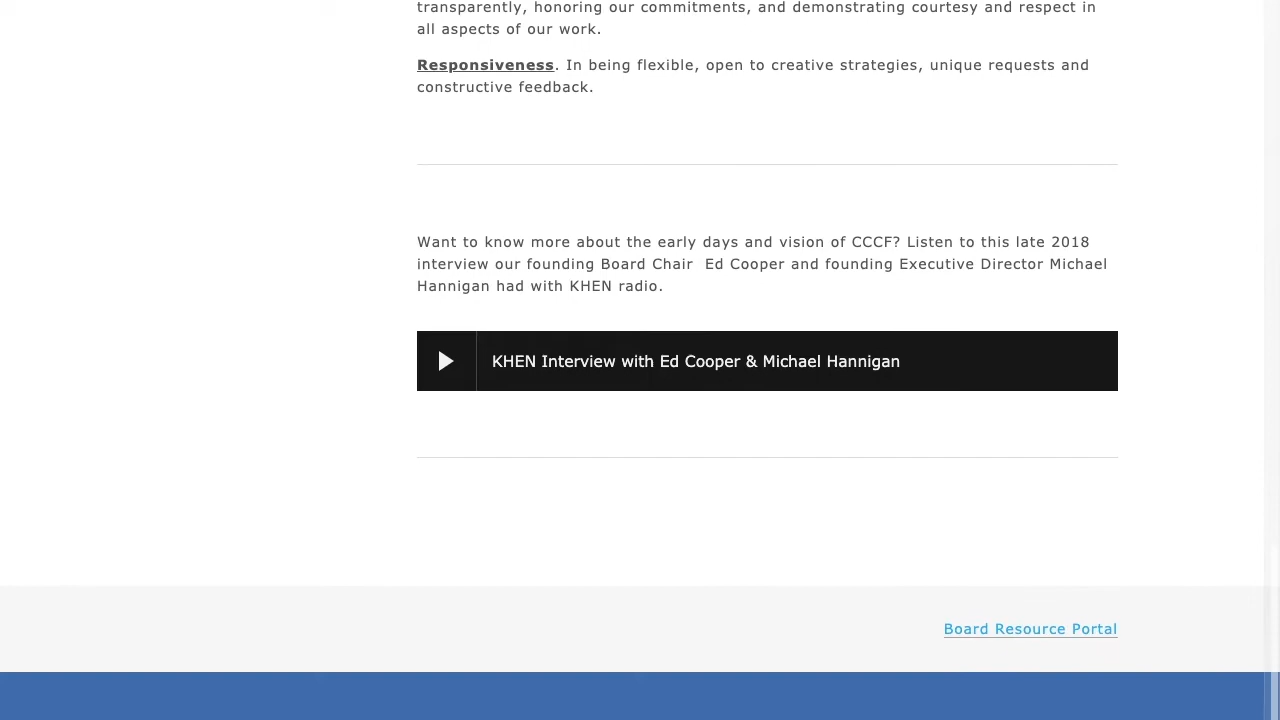 transparently, honoring our commitments, and demonstrating courtesy and respect in
all aspects of our work.
Responsiveness. In being flexible, open to creative strategies, unique requests and
constructive feedback.
Want to know more about the early days and vision of CCCF? Listen to this late 2018
interview our founding Board Chair  Ed Cooper and founding Executive Director Michael
Hannigan had with KHEN radio.
KHEN Interview with Ed Cooper & Michael Hannigan
Board Resource Portal